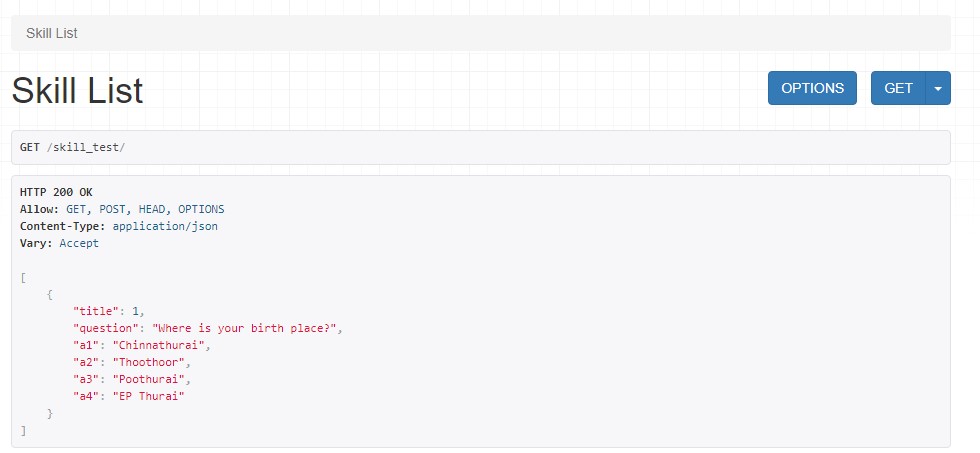 Skill List
Skill List
OPTIONS
GET
GET /skill_test/
HTTP 200 OK
Allow: GET, POST, HEAD, OPTIONS
Content-Type: application/json
Vary: Accept
[
    {
        "title": 1,
        "question": "Where is your birth place?",
        "a1": "Chinnathurai",
        "a2": "Thoothoor",
        "a3": "Poothurai",
        "a4": "EP Thurai"
    }
]